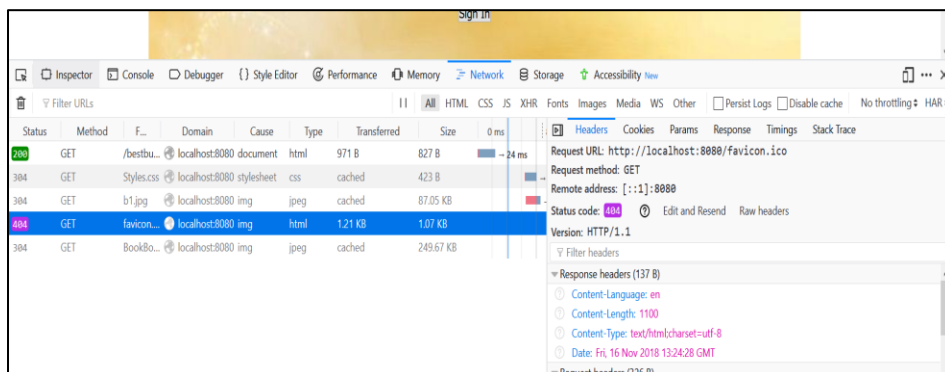 Sign In
Inspector Console Debugger {} Style Editor Performance Memory Network Storage Accessibility New
Filter URLs All HTML CSS JS XHR Fonts Images Media WS Other Persist Logs Disable cache No throttling HAR
Status Method F... Domain Cause Type Transferred Size 0 ms Headers Cookies Params Response Timings Stack Trace
200 GET /bestbu... localhost:8080 document html 971 B 827 B → 24 ms
Request URL: http://localhost:8080/favicon.ico
304 GET Styles.css localhost:8080 stylesheet css cached 423 B
Request method: GET
Remote address: [::1]:8080
304 GET b1.jpg localhost:8080 img jpeg cached 87.05 KB
Status code: 404 Edit and Resend Raw headers
404 GET favicon.... localhost:8080 img html 1.21 KB 1.07 KB
Version: HTTP/1.1
304 GET BookBo... localhost:8080 img jpeg cached 249.67 KB
Filter headers
Response headers (137 B)
Content-Language: en
Content-Length: 1100
Content-Type: text/html;charset=utf-8
Date: Fri, 16 Nov 2018 13:24:28 GMT